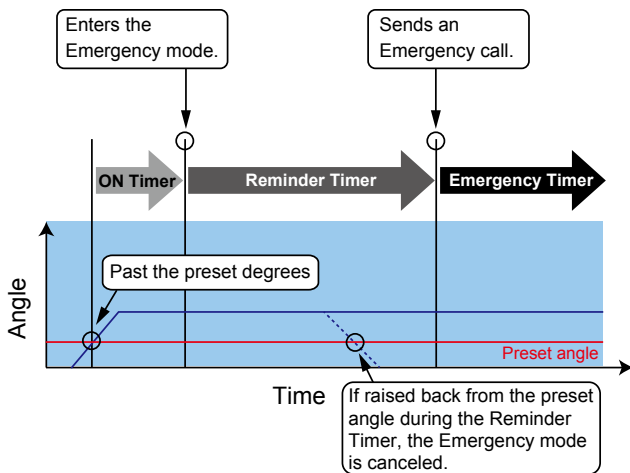 Enters the
Emergency mode.
Sends an
Emergency call.
ON Timer
Reminder Timer
Emergency Timer
Past the preset degrees
Angle
Preset angle
Time
If raised back from the preset
angle during the Reminder
Timer, the Emergency mode
is canceled.